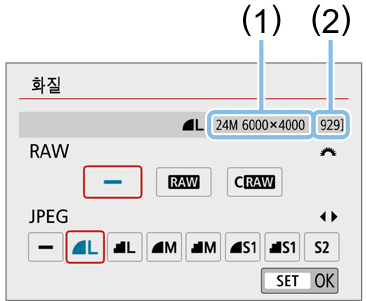 (1) (2)
화질
L 24M 6000×4000 929]
RAW
RAW CRAW
JPEG
L L M M S1 S1 S2
SET OK